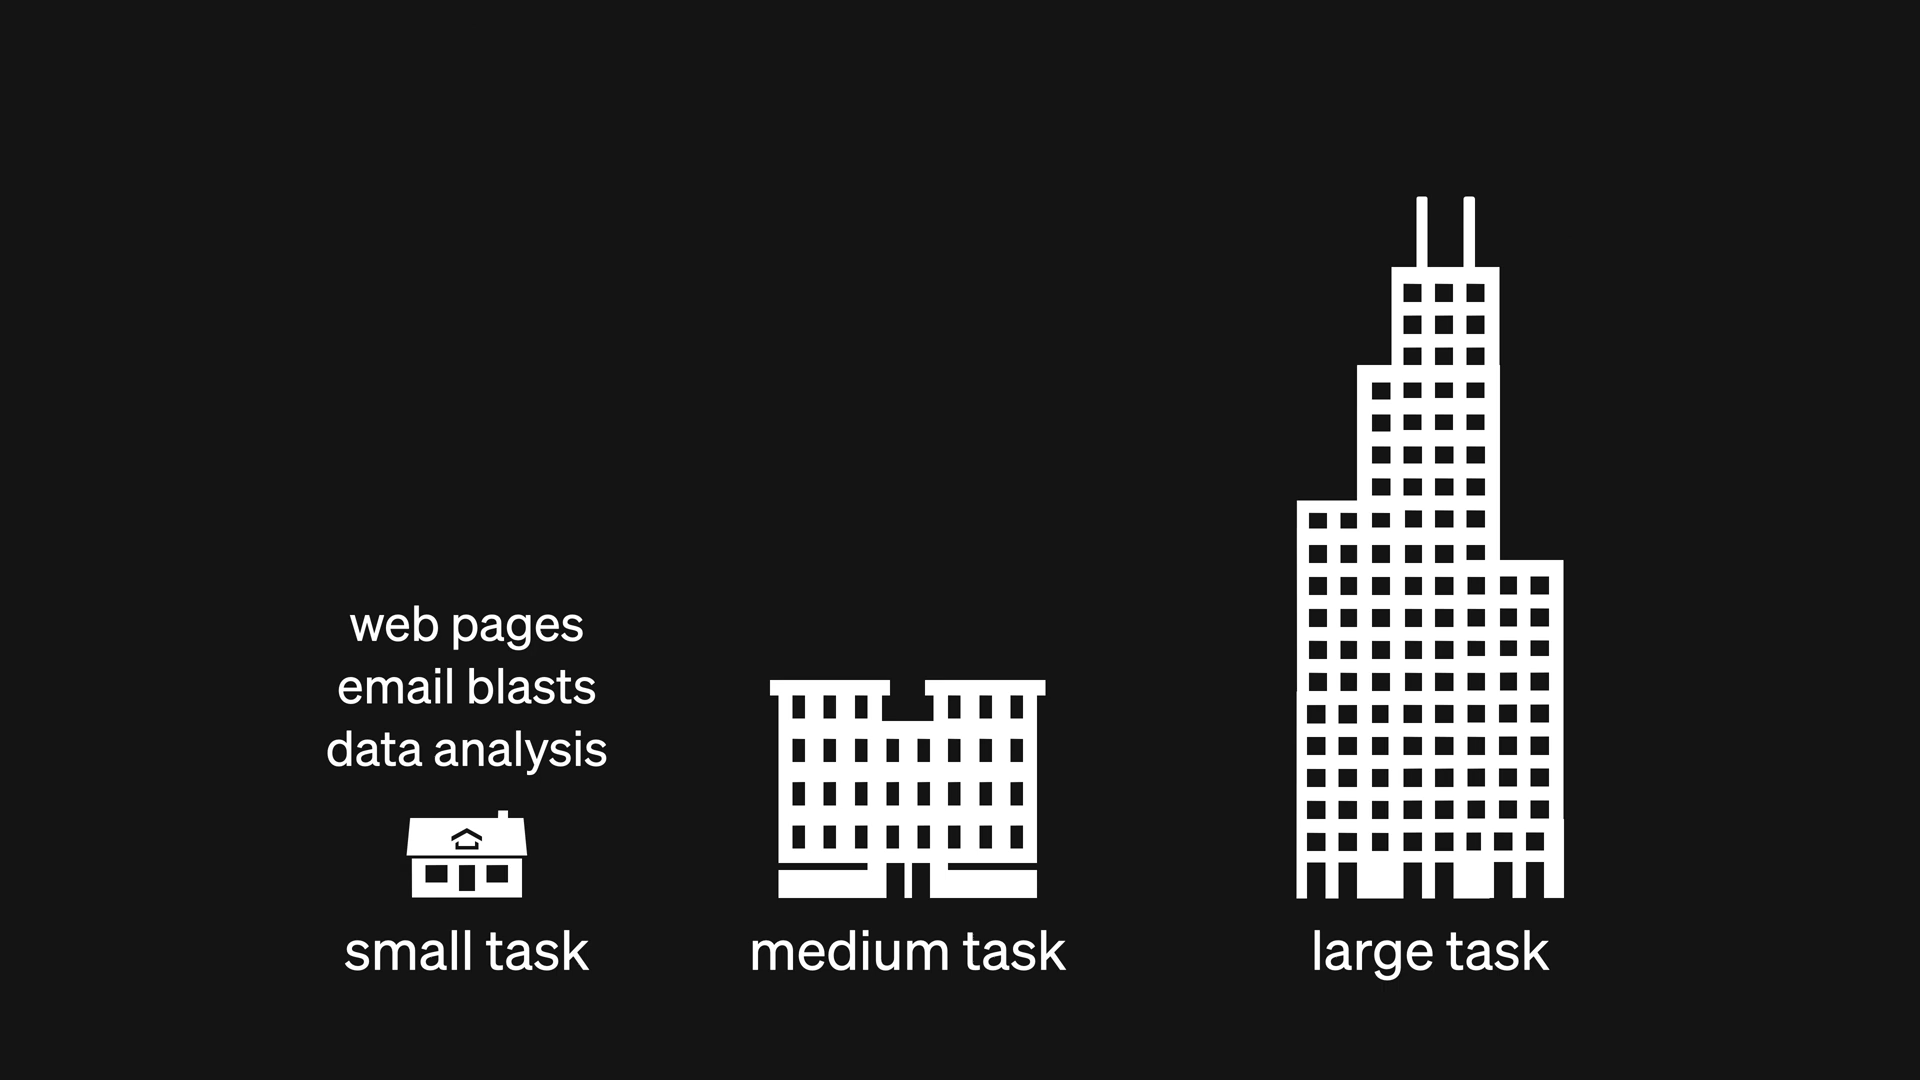 web pages
email blasts
data analysis
small task
medium task
large task